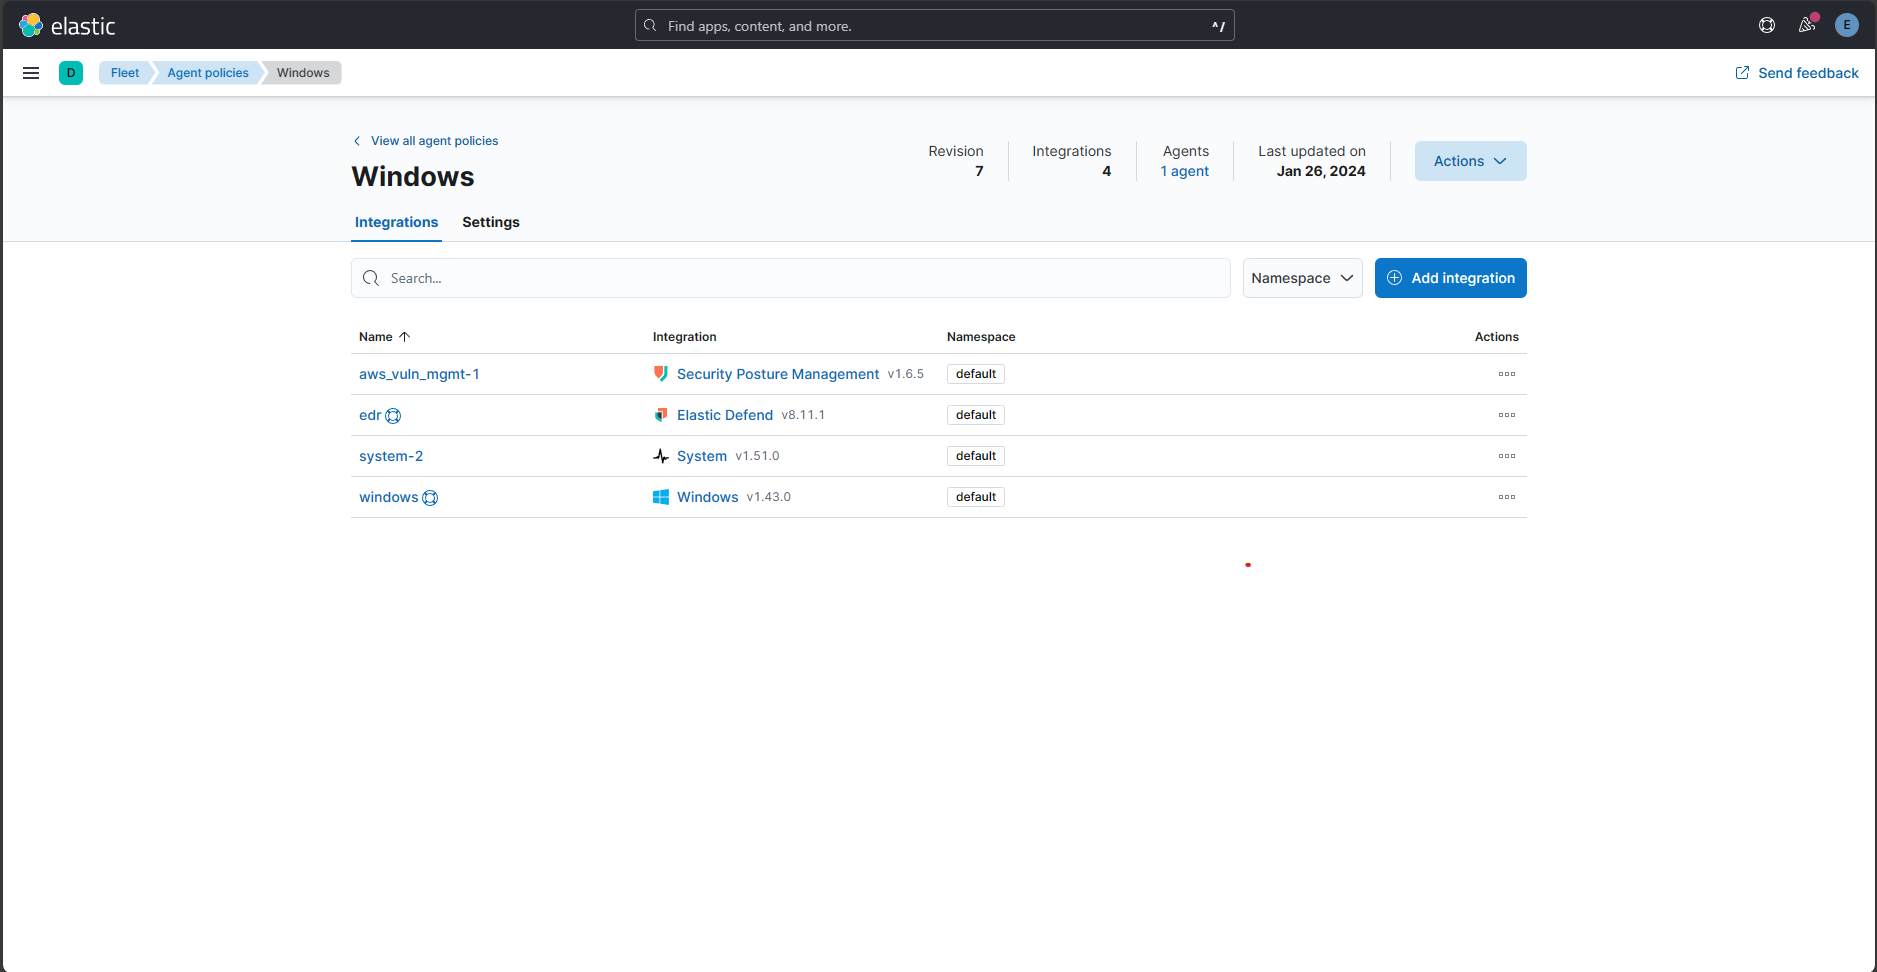 elastic
Find apps, content, and more.
^/
E
D
Fleet
Agent policies
Windows
Send feedback
View all agent policies
Windows
Revision
7
Integrations
4
Agents
1 agent
Last updated on
Jan 26, 2024
Actions
Integrations
Settings
Search...
Namespace
Add integration
Name Integration Namespace Actions
aws_vuln_mgmt-1 Security Posture Management v1.6.5 default
edr Elastic Defend v8.11.1 default
system-2 System v1.51.0 default
windows Windows v1.43.0 default